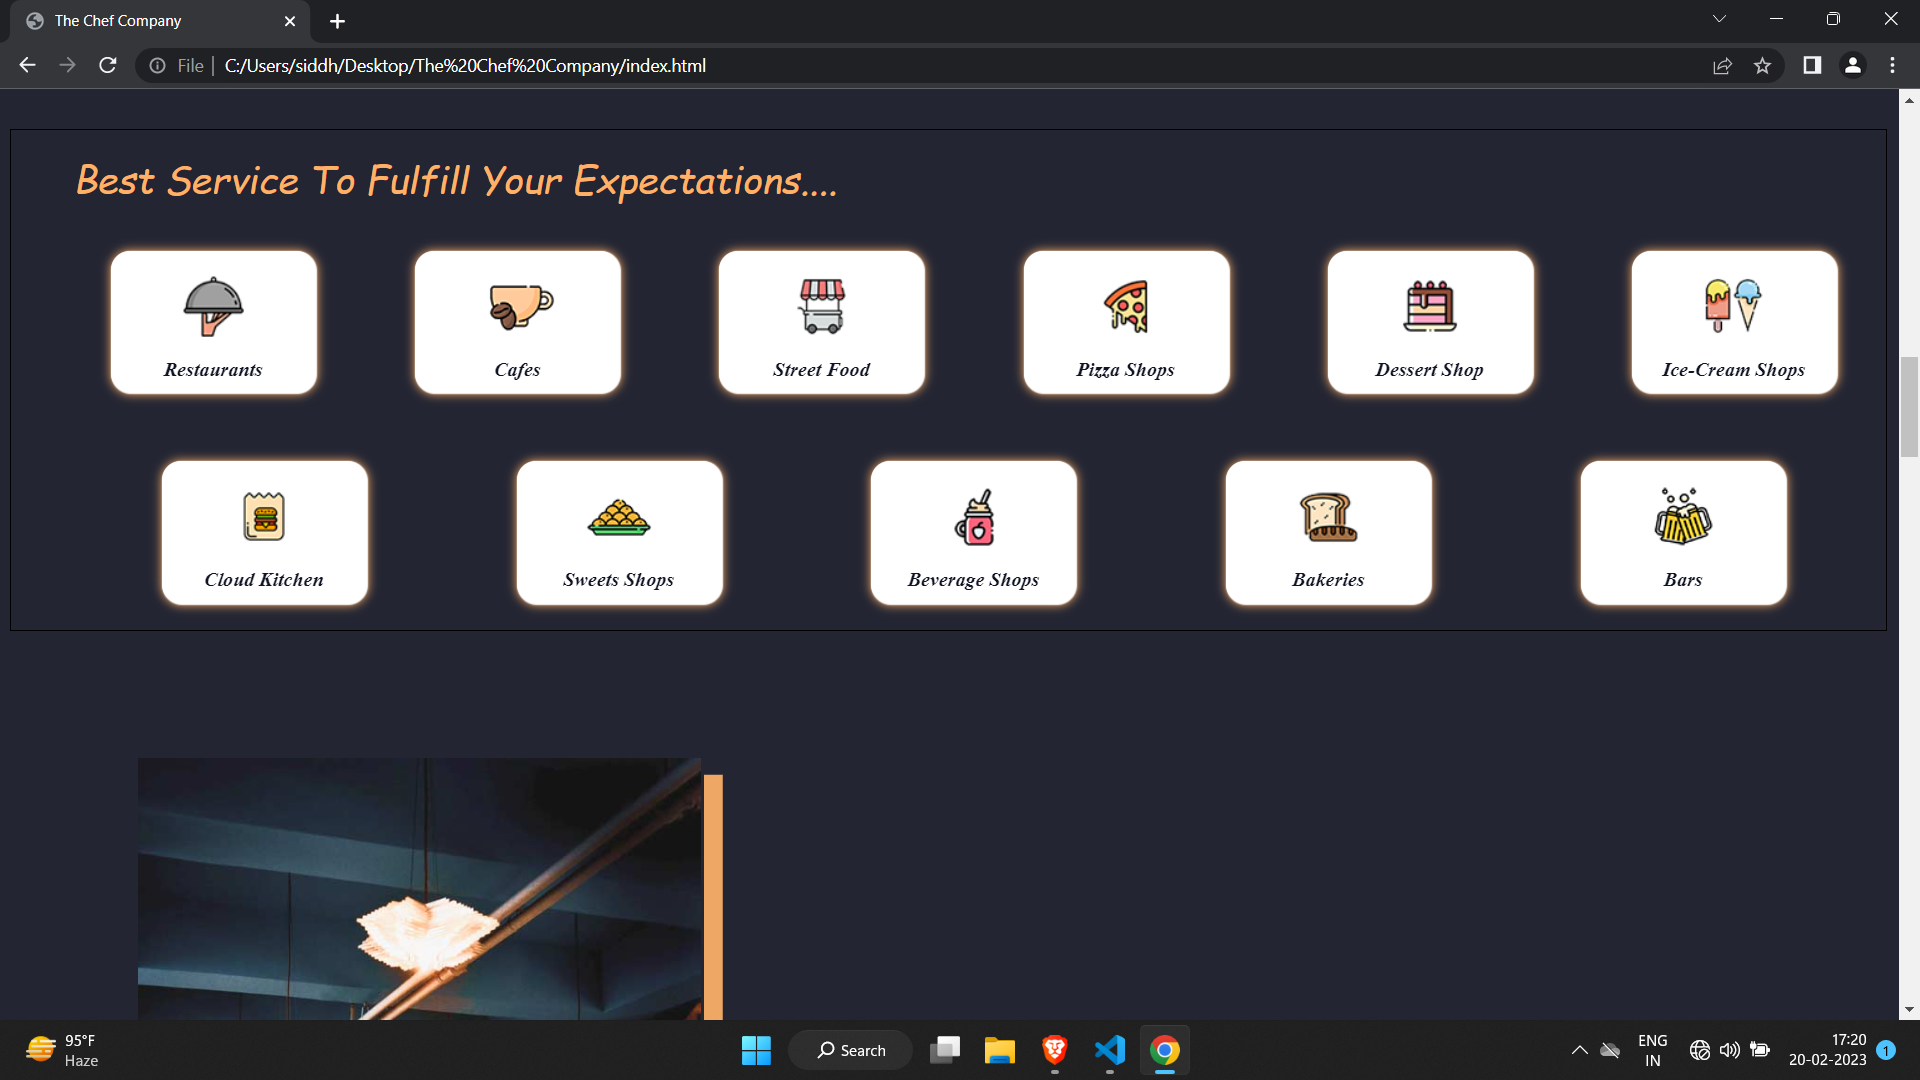 The Chef Company
File
C:/Users/siddh/Desktop/The%20Chef%20Company/index.html
Best Service To Fulfill Your Expectations....
Restaurants
Cafes
Street Food
Pizza Shops
Dessert Shop
Ice-Cream Shops
Cloud Kitchen
Sweets Shops
Beverage Shops
Bakeries
Bars
95°F
Haze
Search
ENG
IN
17:20
20-02-2023
1